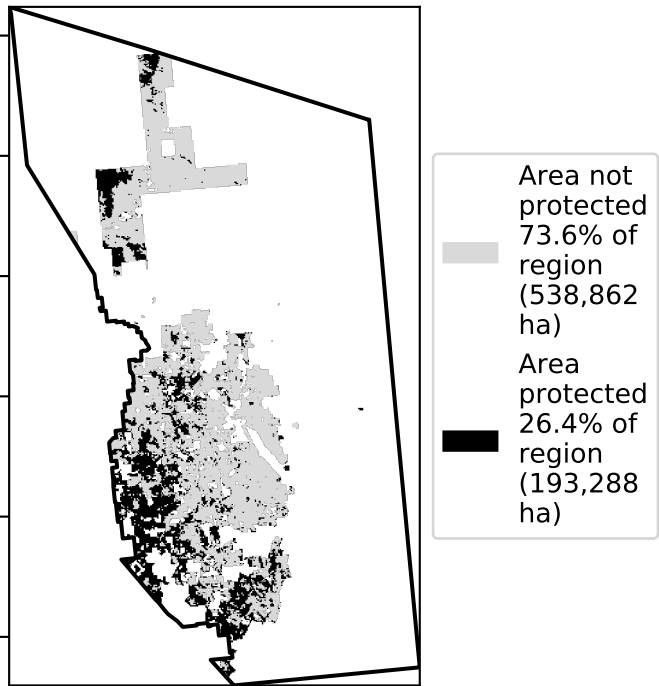 Area not
protected
73.6% of
region
(538,862
ha)
Area
protected
26.4% of
region
(193,288
ha)